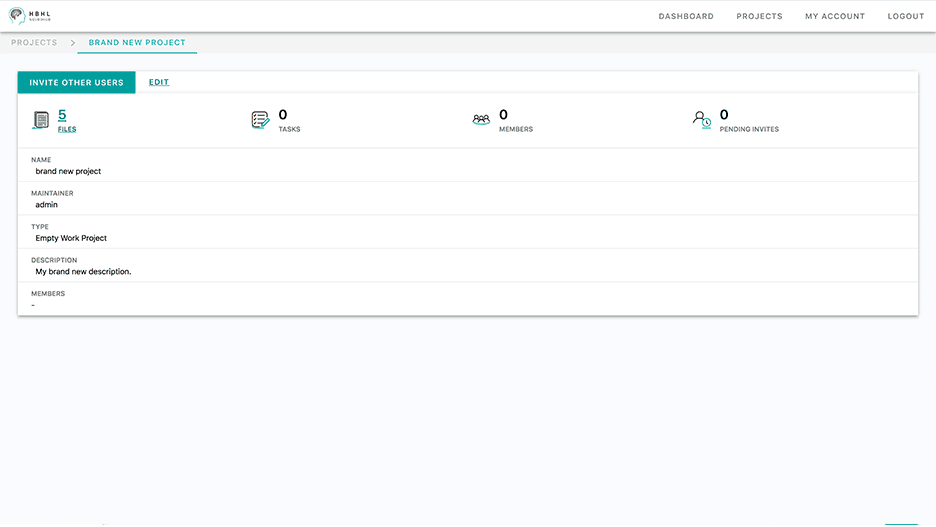 HBHL
DASHBOARD PROJECTS MY ACCOUNT LOGOUT
PROJECTS > BRAND NEW PROJECT
INVITE OTHER USERS EDIT
5 FILES
0 TASKS
0 MEMBERS
0 PENDING INVITES
NAME
brand new project
MAINTAINER
admin
TYPE
Empty Work Project
DESCRIPTION
My brand new description.
MEMBERS
-